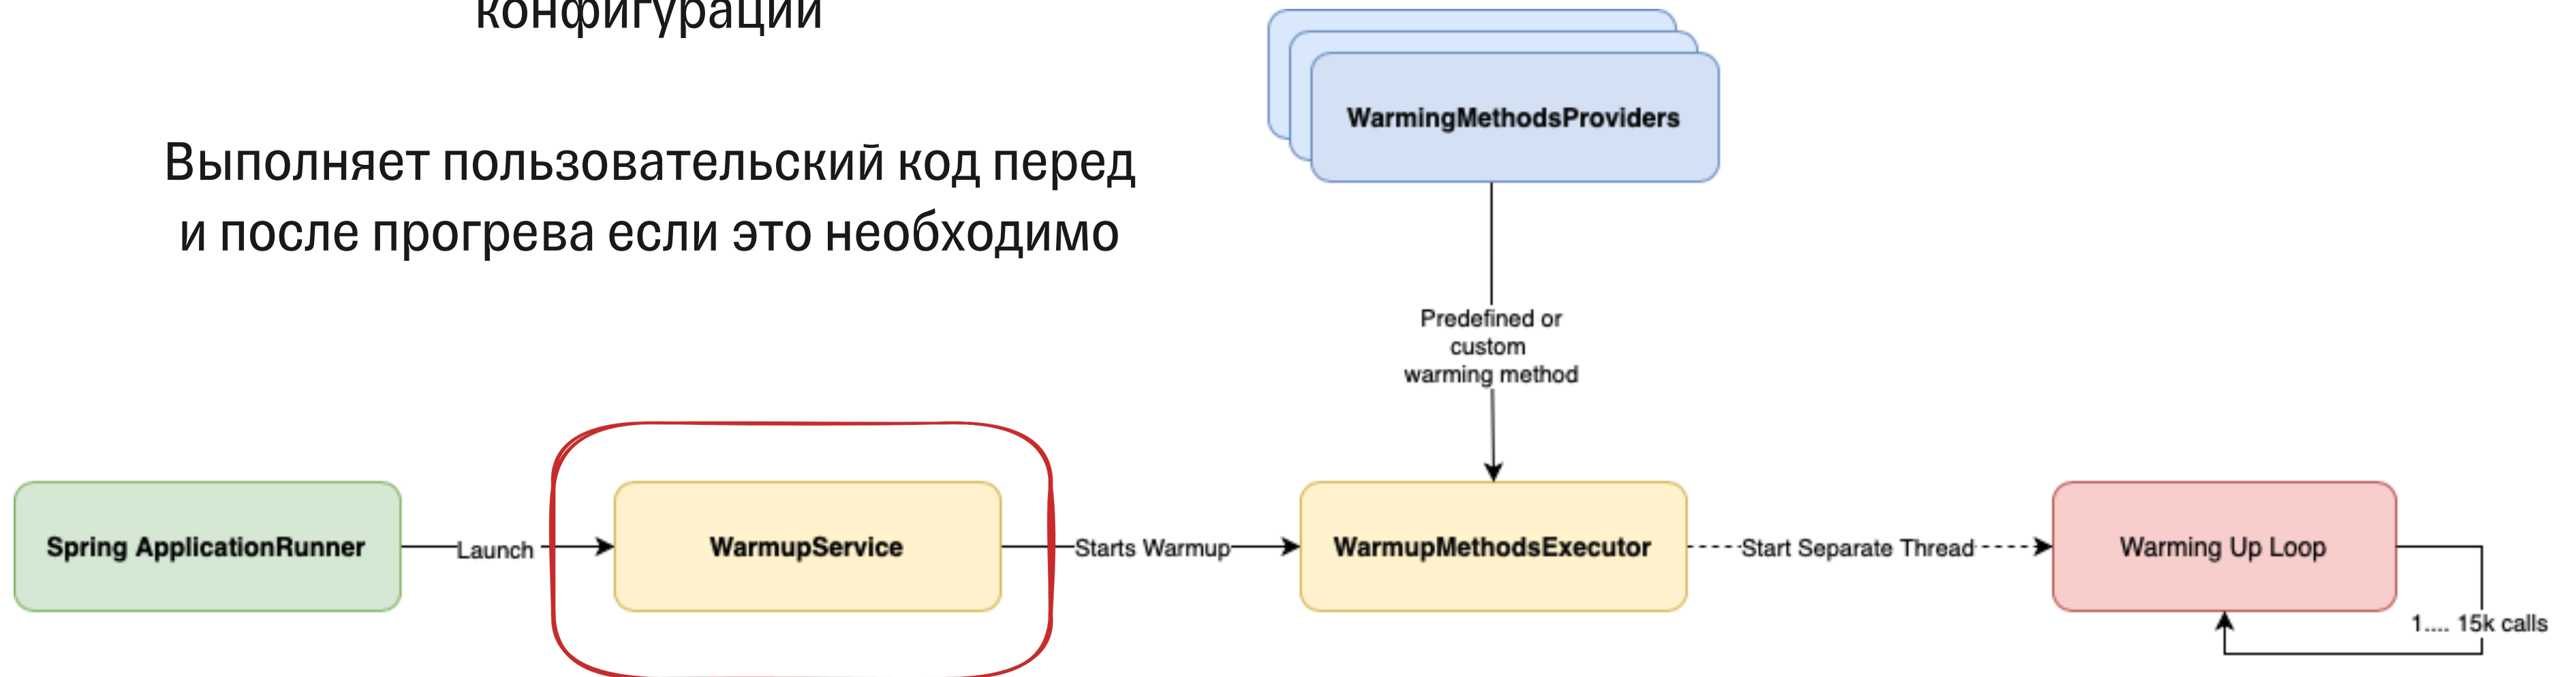 конфигурации
Выполняет пользовательский код перед
и после прогрева если это необходимо
WarmingMethodsProviders
Predefined or
custom
warming method
Spring ApplicationRunner
Launch
WarmupService
Starts Warmup
WarmupMethodsExecutor
Start Separate Thread
Warming Up Loop
1.... 15k calls